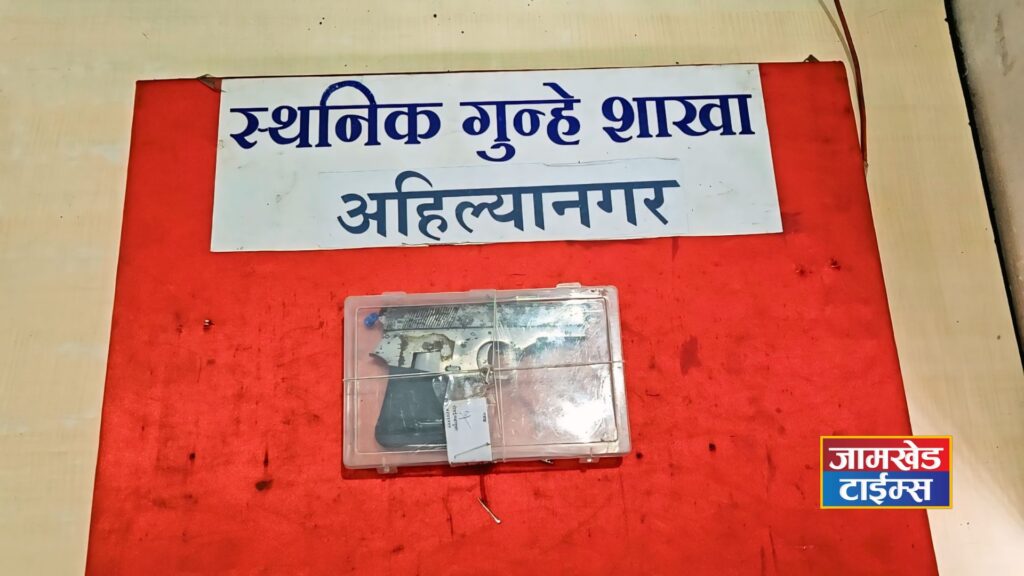 स्थनिक गुन्हे शाखा
अहिल्यानगर
जामखेड
टाईम्स